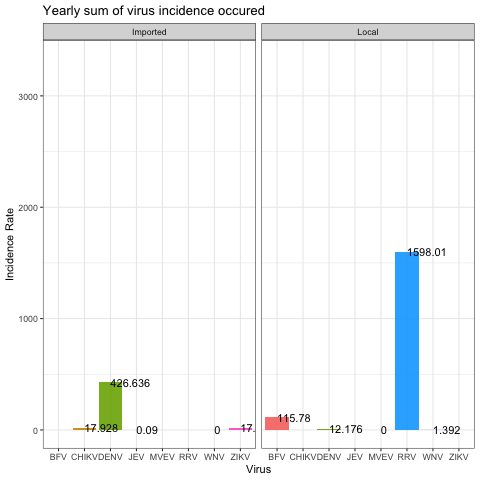 Yearly sum of virus incidence occured
Imported
Local
3000
2000
1000
0
Incidence Rate
17.928
426.636
0.09
0
17.
115.78
12.176
0
1598.01
1.392
BFV CHIKV DENV JEV MVEV RRV WNV ZIKV
BFV CHIKV DENV JEV MVEV RRV WNV ZIKV
Virus